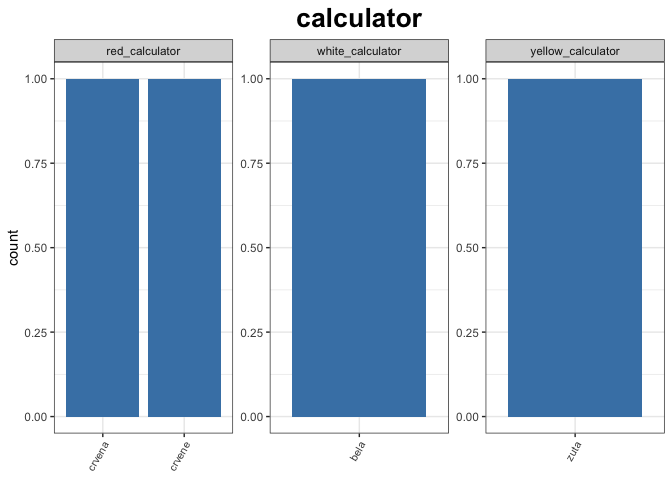 calculator
red_calculator white_calculator yellow_calculator
count
1.00 1.00 1.00
0.75 0.75 0.75
0.50 0.50 0.50
0.25 0.25 0.25
0.00 0.00 0.00
crvena crvene bela zuta